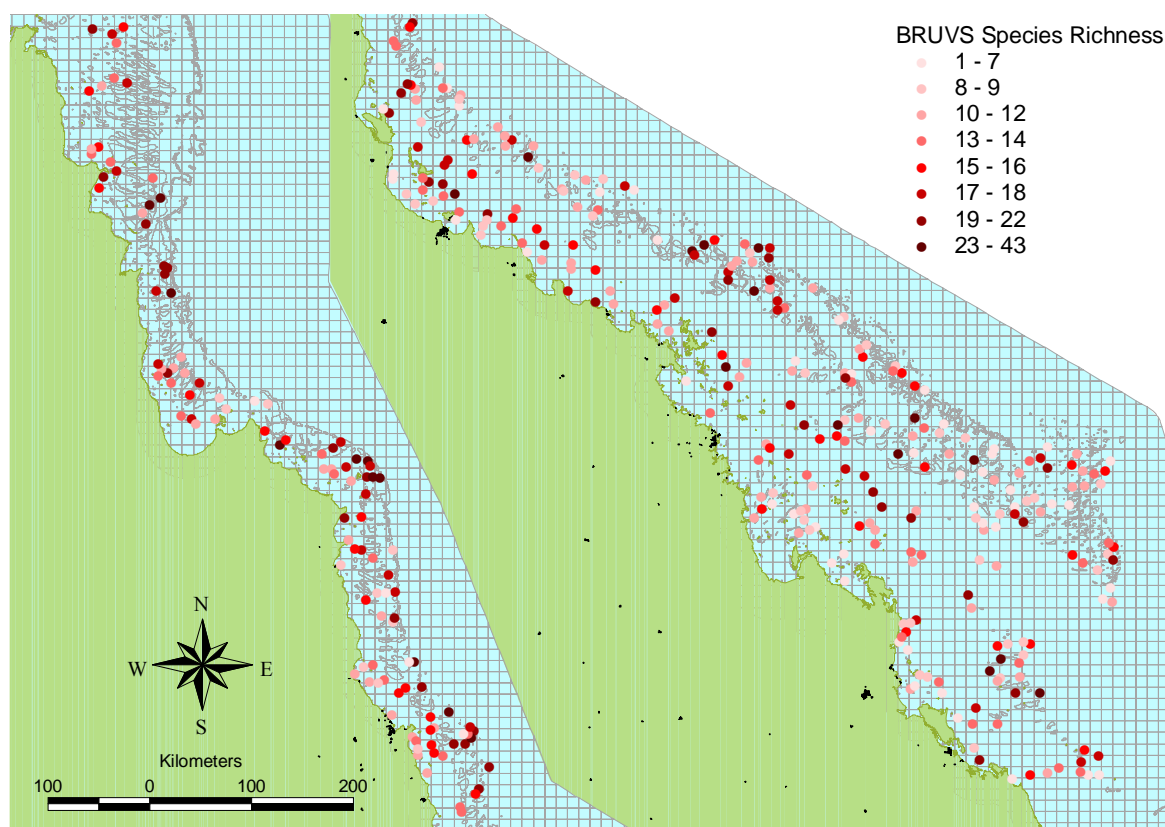 BRUVS Species Richness
1 - 7
8 - 9
10 - 12
13 - 14
15 - 16
17 - 18
19 - 22
23 - 43
N
W E
S
Kilometers
100 0 100 200